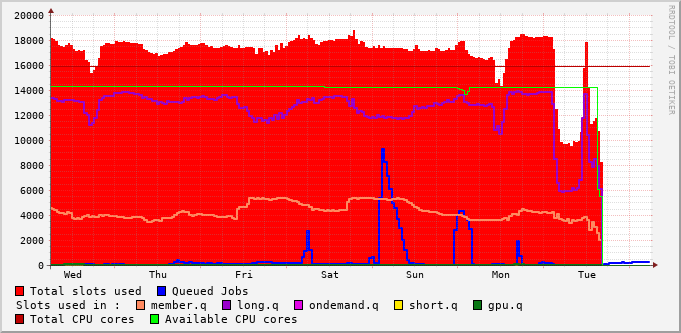 20000
18000
16000
14000
12000
10000
8000
6000
4000
2000
0
Wed Thu Fri Sat Sun Mon Tue
Total slots used Queued Jobs
Slots used in : member.q long.q ondemand.q short.q gpu.q
Total CPU cores Available CPU cores
RRDTOOL / TOBI OETIKER